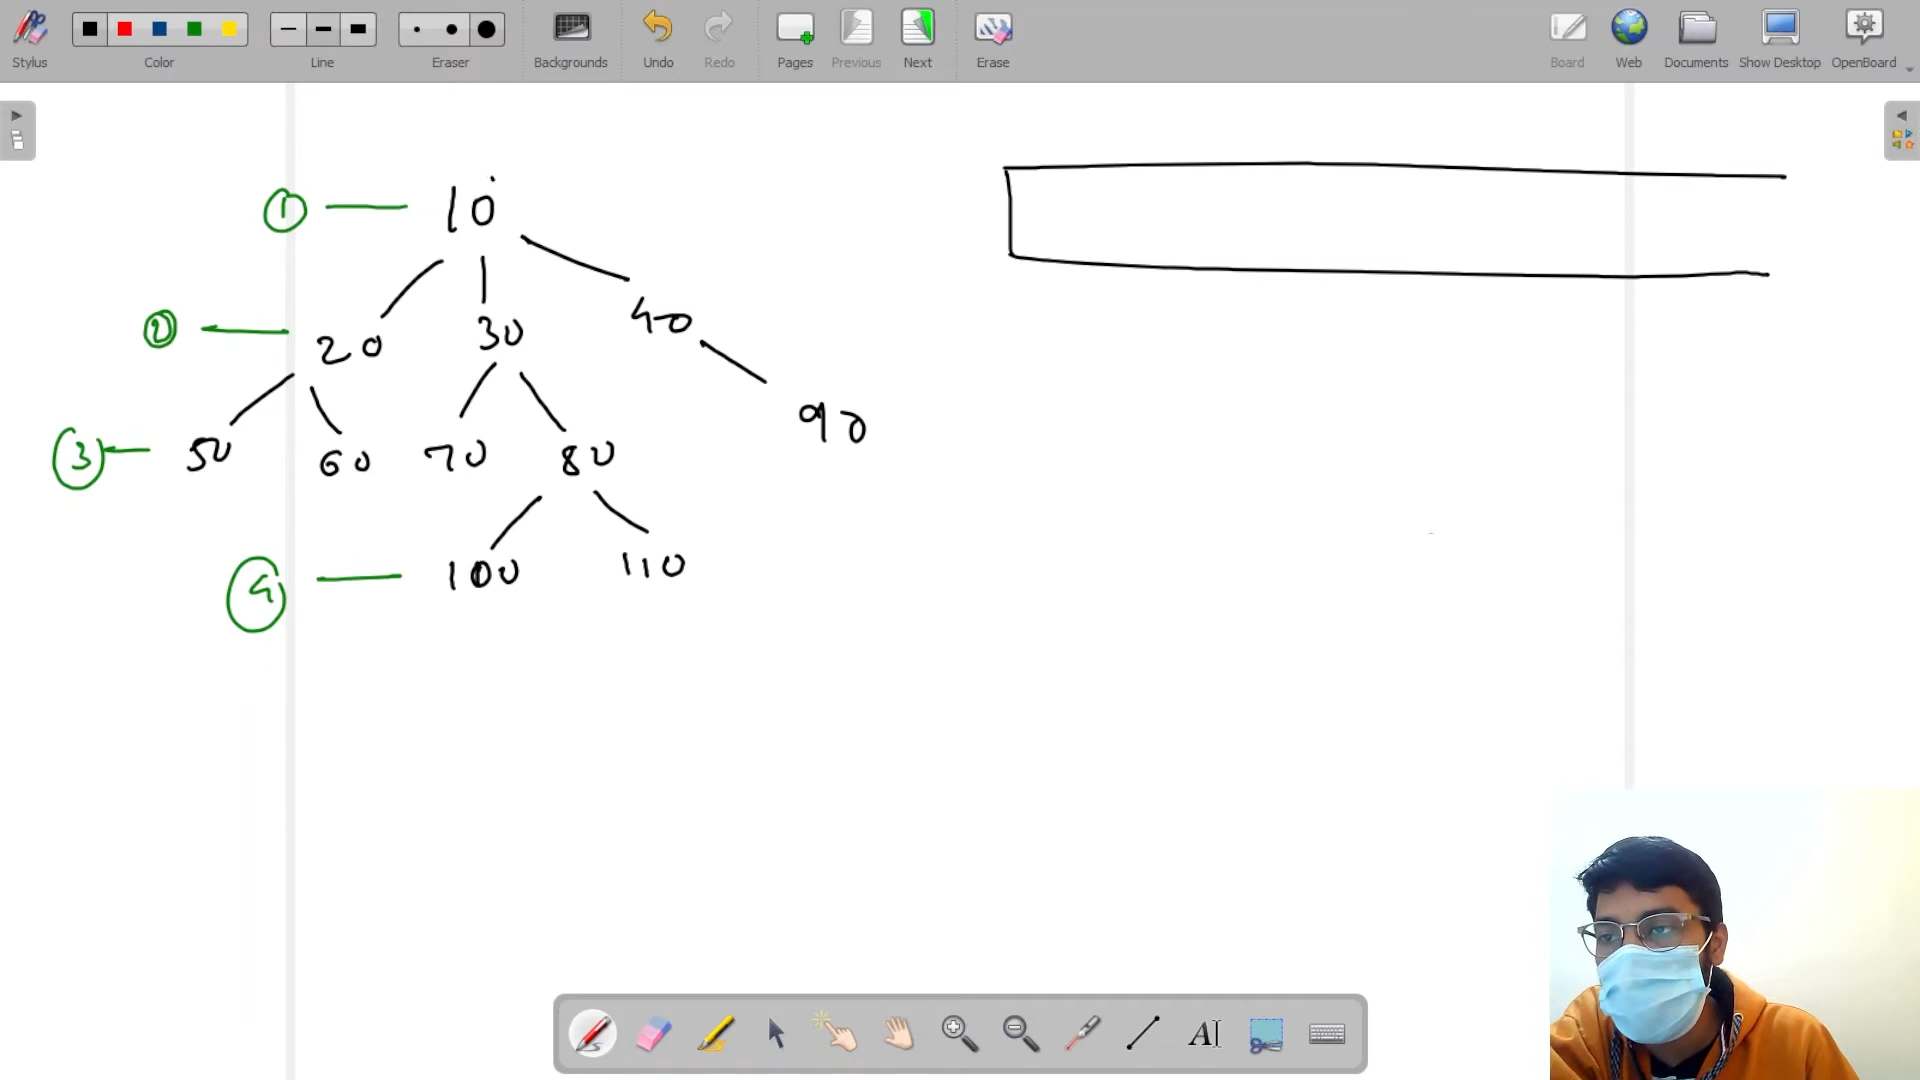 Stylus Color Line Eraser Backgrounds Undo Redo Pages Previous Next Erase Board Web Documents Show Desktop OpenBoard
1 10
2 20 30 40
3 50 60 70 80 90
4 100 110
A